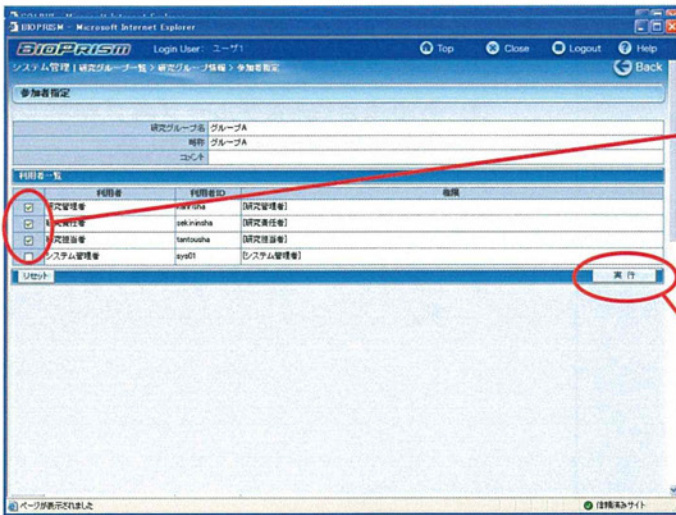 BIOPRISM - Microsoft Internet Explorer
BIOPRISM Login User: ユーザ1 Top Close Logout Help
システム管理 | 研究グループ一覧 > 研究グループ情報 > 参加者指定 Back
参加者指定
研究グループ名 グループA
略称 グループA
コメント
利用者一覧
利用者 利用者ID 権限
研究管理者 [研究管理者]
研究責任者 sekininsha [研究責任者]
研究担当者 tantousha [研究担当者]
システム管理者 sys01 [システム管理者]
リセット 実行
ページが表示されました 信頼済みサイト